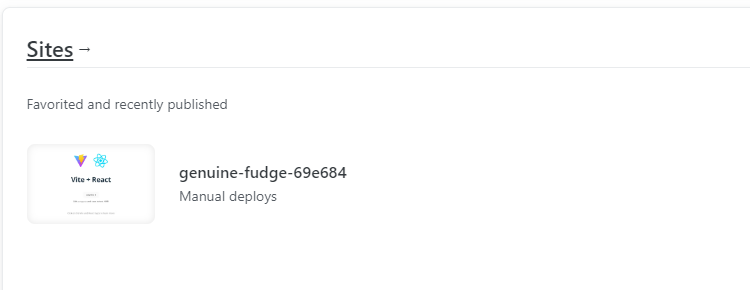 Sites →
Favorited and recently published
Vite + React
genuine-fudge-69e684
Manual deploys